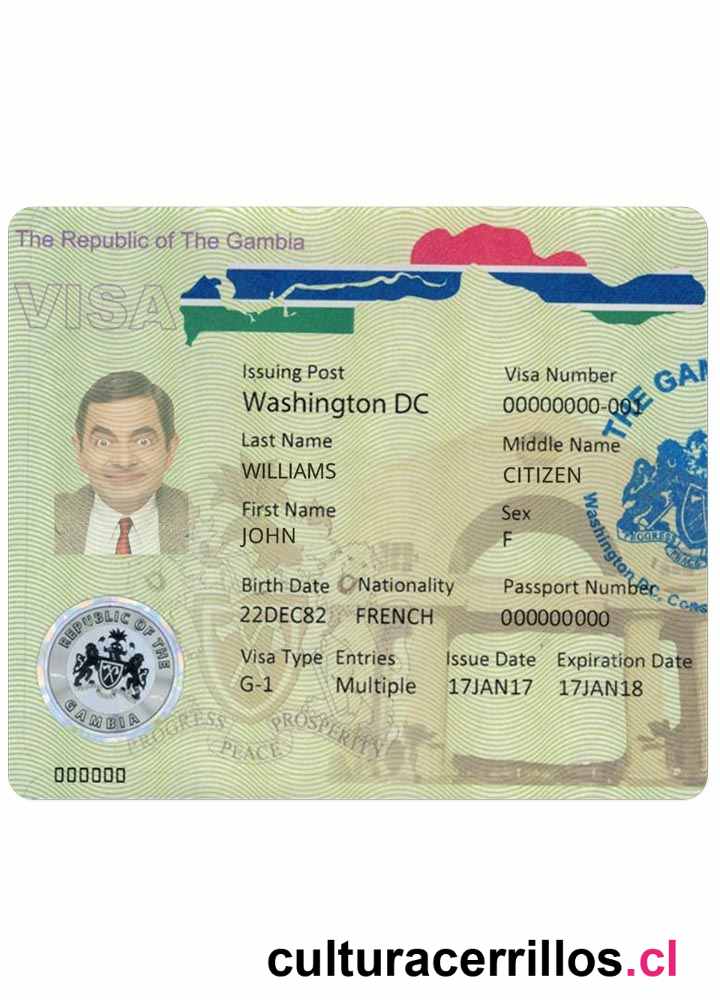 The Republic of The Gambia
VISA
Issuing Post Visa Number
Washington DC 00000000-001
Last Name Middle Name
WILLIAMS CITIZEN
First Name Sex
JOHN F
Birth Date Nationality Passport Number
22DEC82 FRENCH 000000000
Visa Type Entries Issue Date Expiration Date
G-1 Multiple 17JAN17 17JAN18
THE GAM
PROGRESS
PEACE
Washington DC. Cons
REPUBLIC OF THE
GAMBIA
PROGRESS PEACE PROSPERITY
000000
culturacerrillos.cl